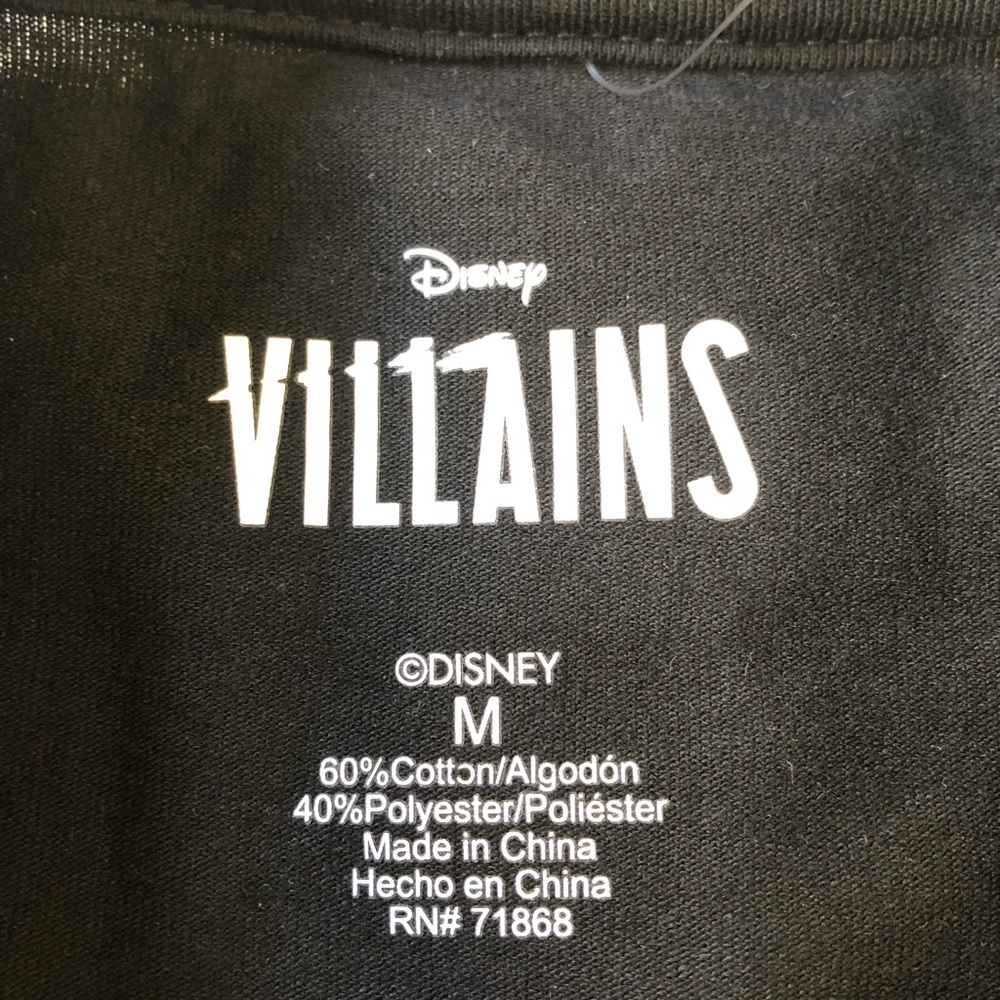 Disney
VILLAINS
©DISNEY
M
60%Cotton/Algodón
40%Polyester/Poliéster
Made in China
Hecho en China
RN# 71868